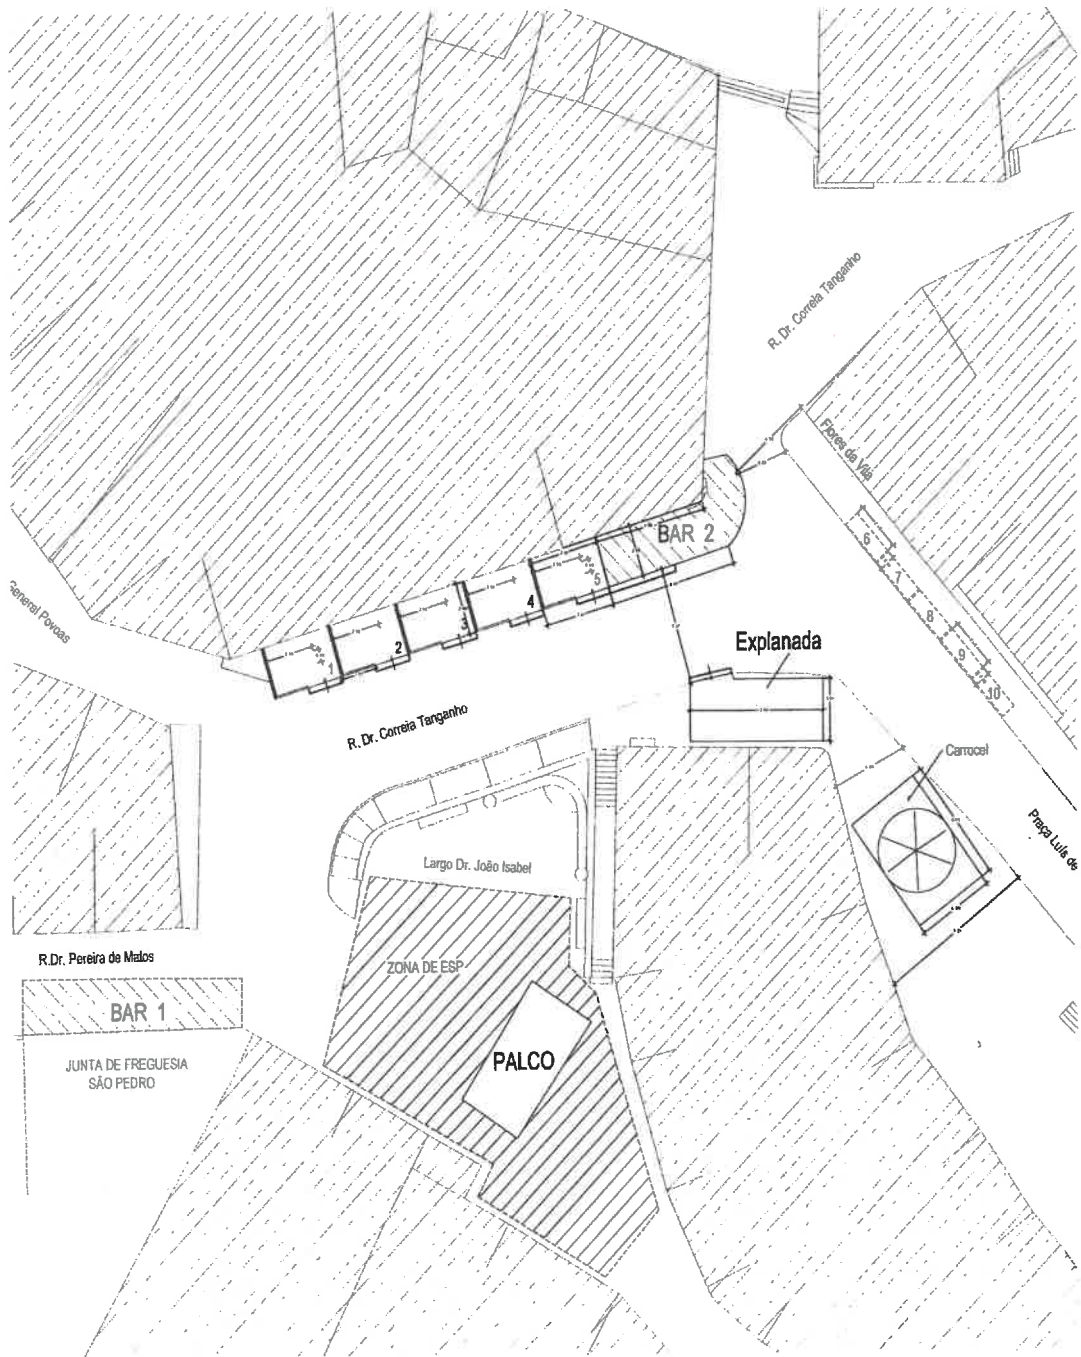 R. Dr. Correia Tanganho
Flores da Vila
BAR 2
6
7
8
9
10
5
4
3
2
1
General Povoas
Explanada
R. Dr. Correia Tanganho
Carrocel
Praça Luís de
Largo Dr. João Isabel
R.Dr. Pereira de Matos
ZONA DE ESP
BAR 1
PALCO
JUNTA DE FREGUESIA
SÃO PEDRO